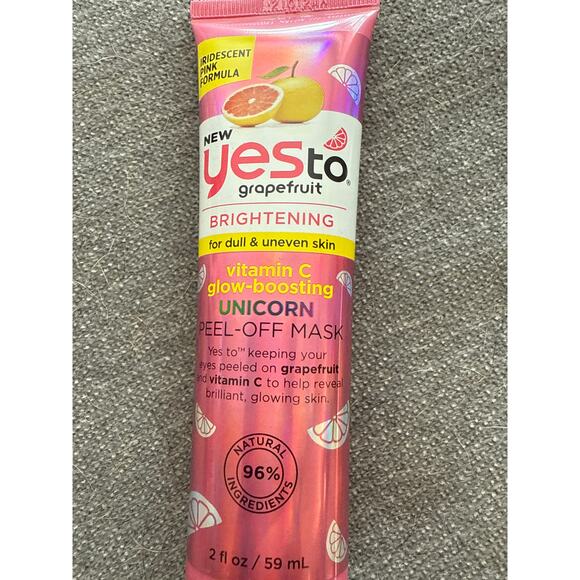 IRIDESCENT
PINK
FORMULA
NEW
yesto®
grapefruit
BRIGHTENING
for dull & uneven skin
vitamin C
glow-boosting
UNICORN
PEEL-OFF MASK
Yes to™ keeping your
eyes peeled on grapefruit
and vitamin C to help reveal
brilliant, glowing skin.
NATURAL
96%
INGREDIENTS
2 fl oz / 59 mL